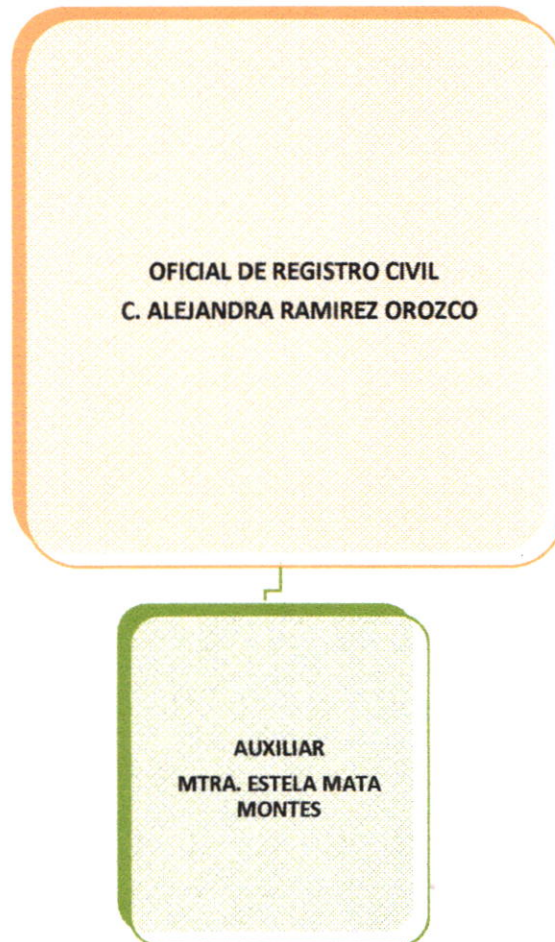 OFICIAL DE REGISTRO CIVIL
C. ALEJANDRA RAMIREZ OROZCO
AUXILIAR
MTRA. ESTELA MATA
MONTES